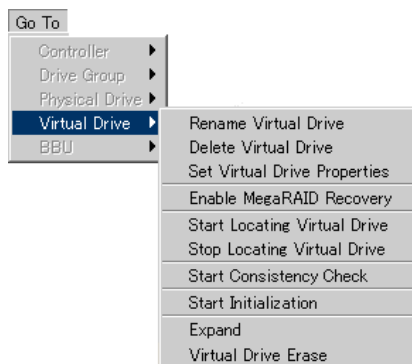 Go To
Controller
Drive Group
Physical Drive
Virtual Drive
BBU
Rename Virtual Drive
Delete Virtual Drive
Set Virtual Drive Properties
Enable MegaRAID Recovery
Start Locating Virtual Drive
Stop Locating Virtual Drive
Start Consistency Check
Start Initialization
Expand
Virtual Drive Erase